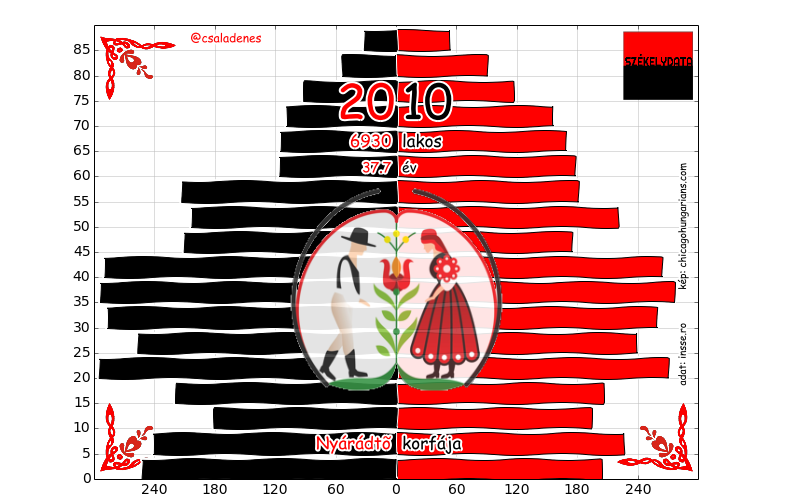 @csaladenes
SZÉKELYDATA
2010
6930 lakos
37.7 év
kép: chicagohungarians.com
adat: insse.ro
Nyárádtő korfája
85
80
75
70
65
60
55
50
45
40
35
30
25
20
15
10
5
0
240 180 120 60 0 60 120 180 240